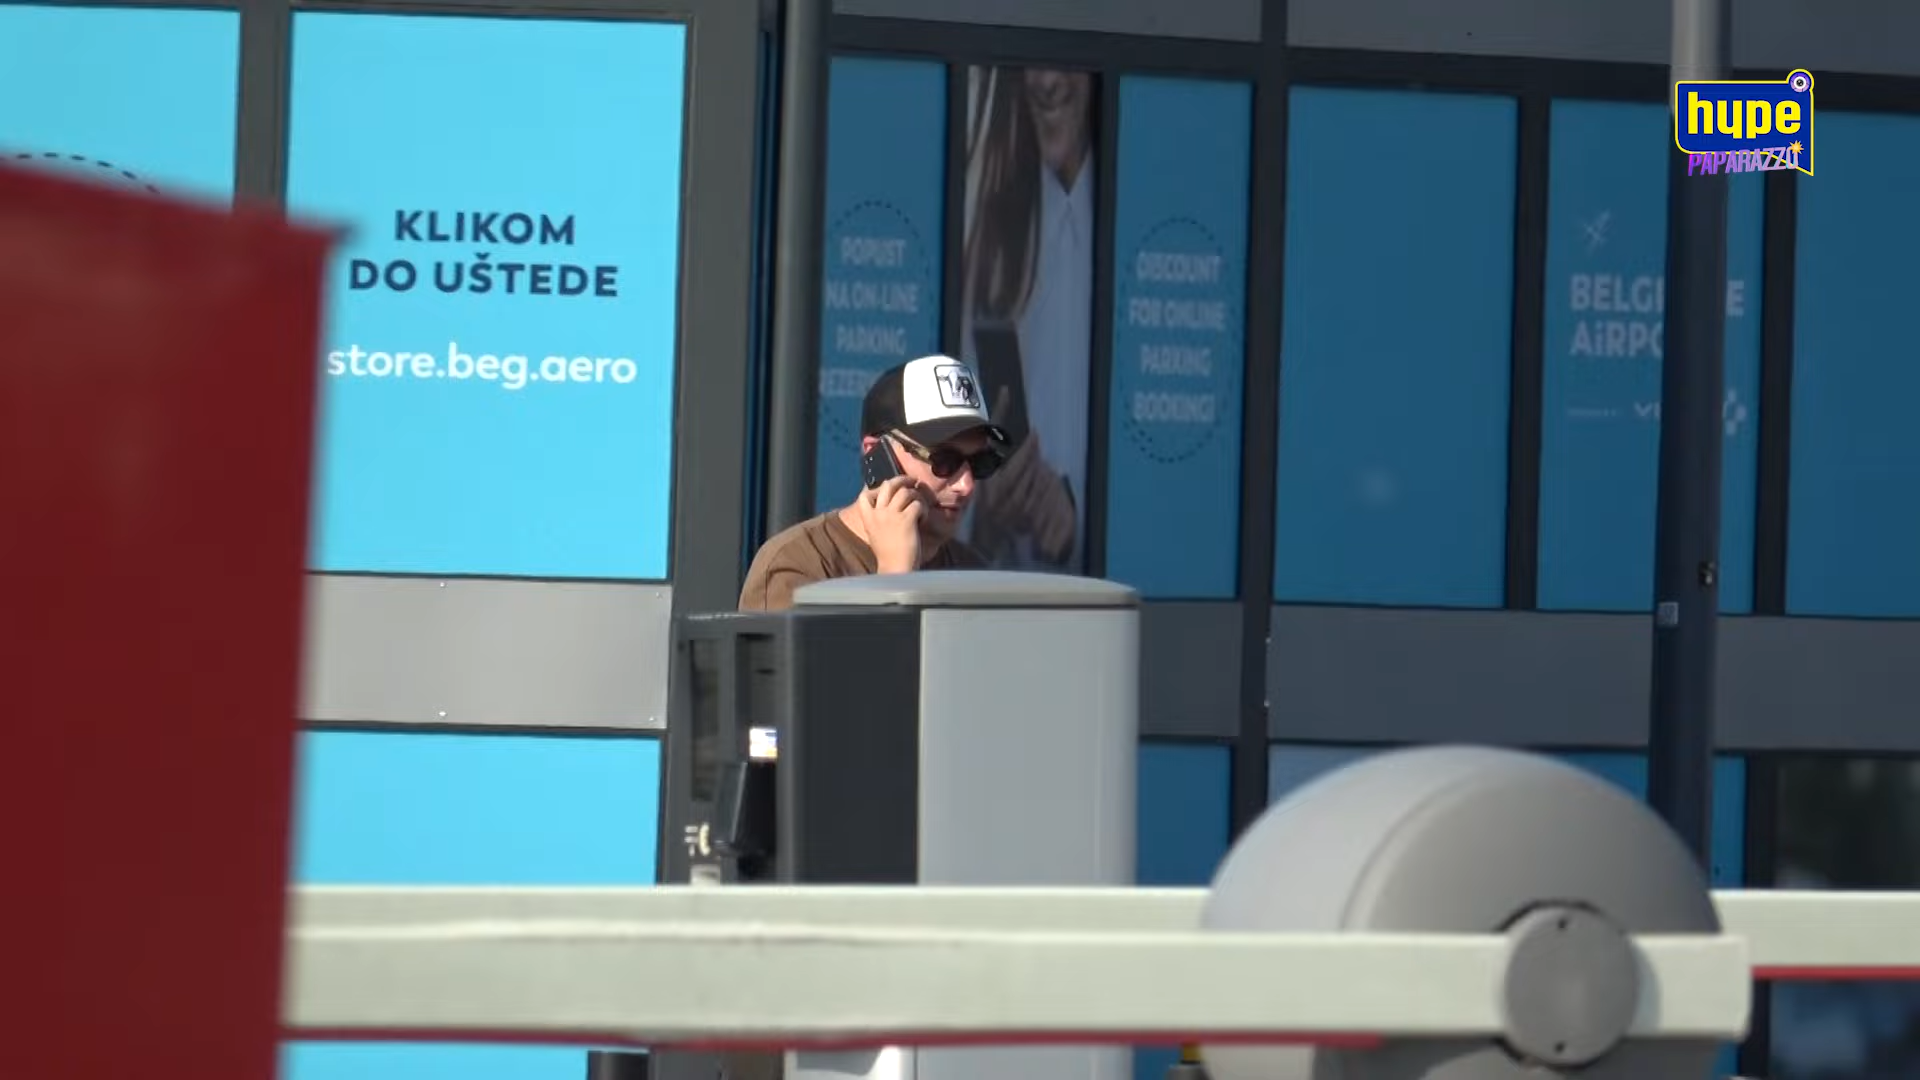 KLIKOM
DO UŠTEDE
store.beg.aero
POPUST
NA ON-LINE
PARKING
DISCOUNT
FOR ONLINE
PARKING
BOOKING!
hype
PAPARAZZO